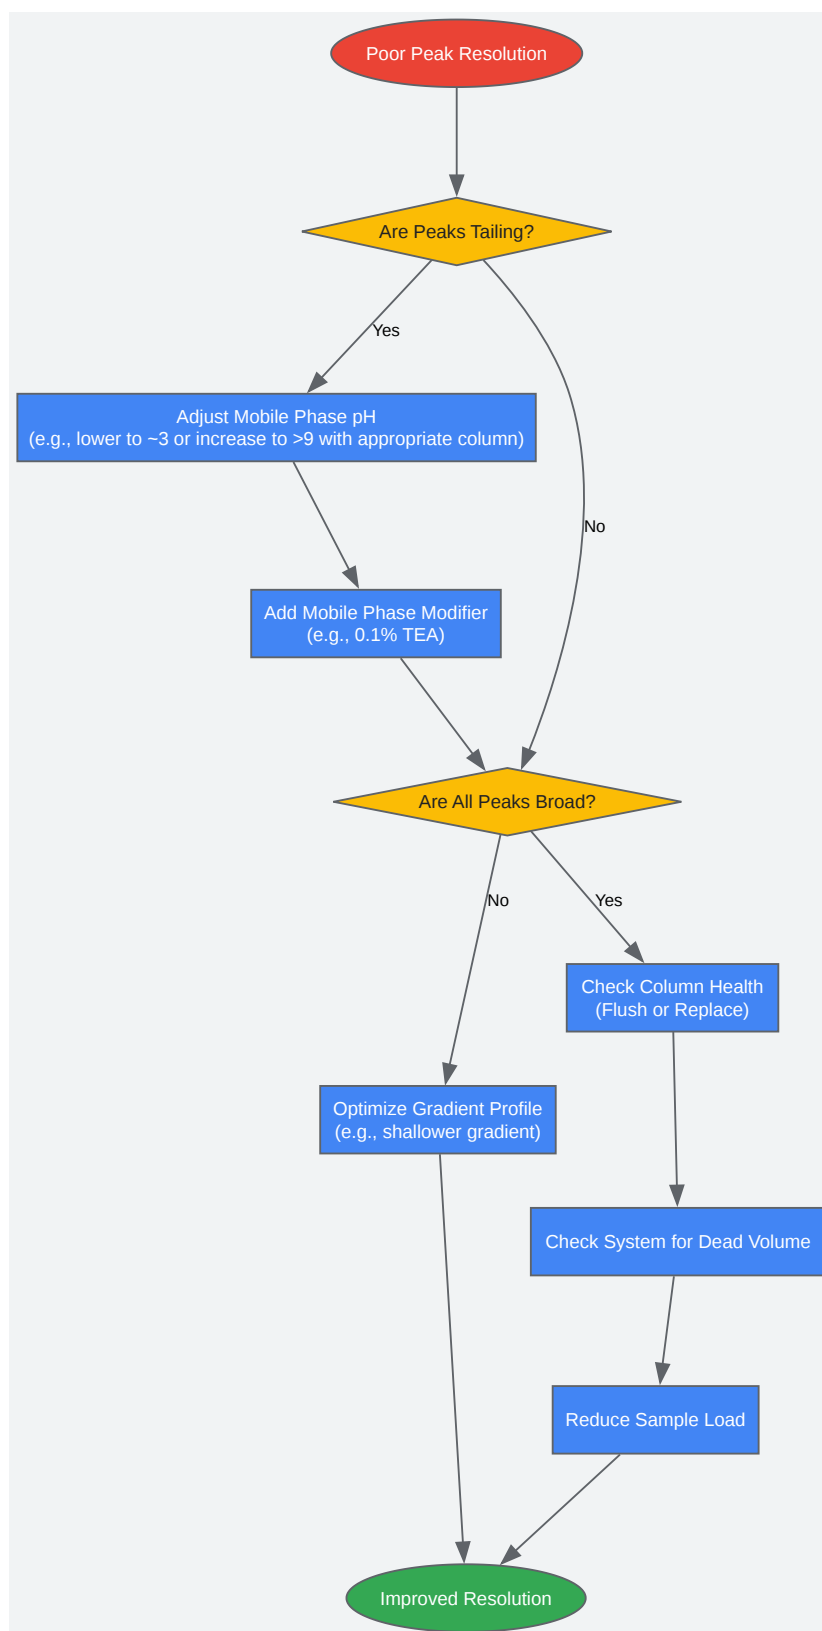 Poor Peak Resolution
Are Peaks Tailing?
Yes
Adjust Mobile Phase pH
(e.g., lower to ~3 or increase to >9 with appropriate column)
No
Add Mobile Phase Modifier
(e.g., 0.1% TEA)
Are All Peaks Broad?
No
Yes
Check Column Health
(Flush or Replace)
Optimize Gradient Profile
(e.g., shallower gradient)
Check System for Dead Volume
Reduce Sample Load
Improved Resolution